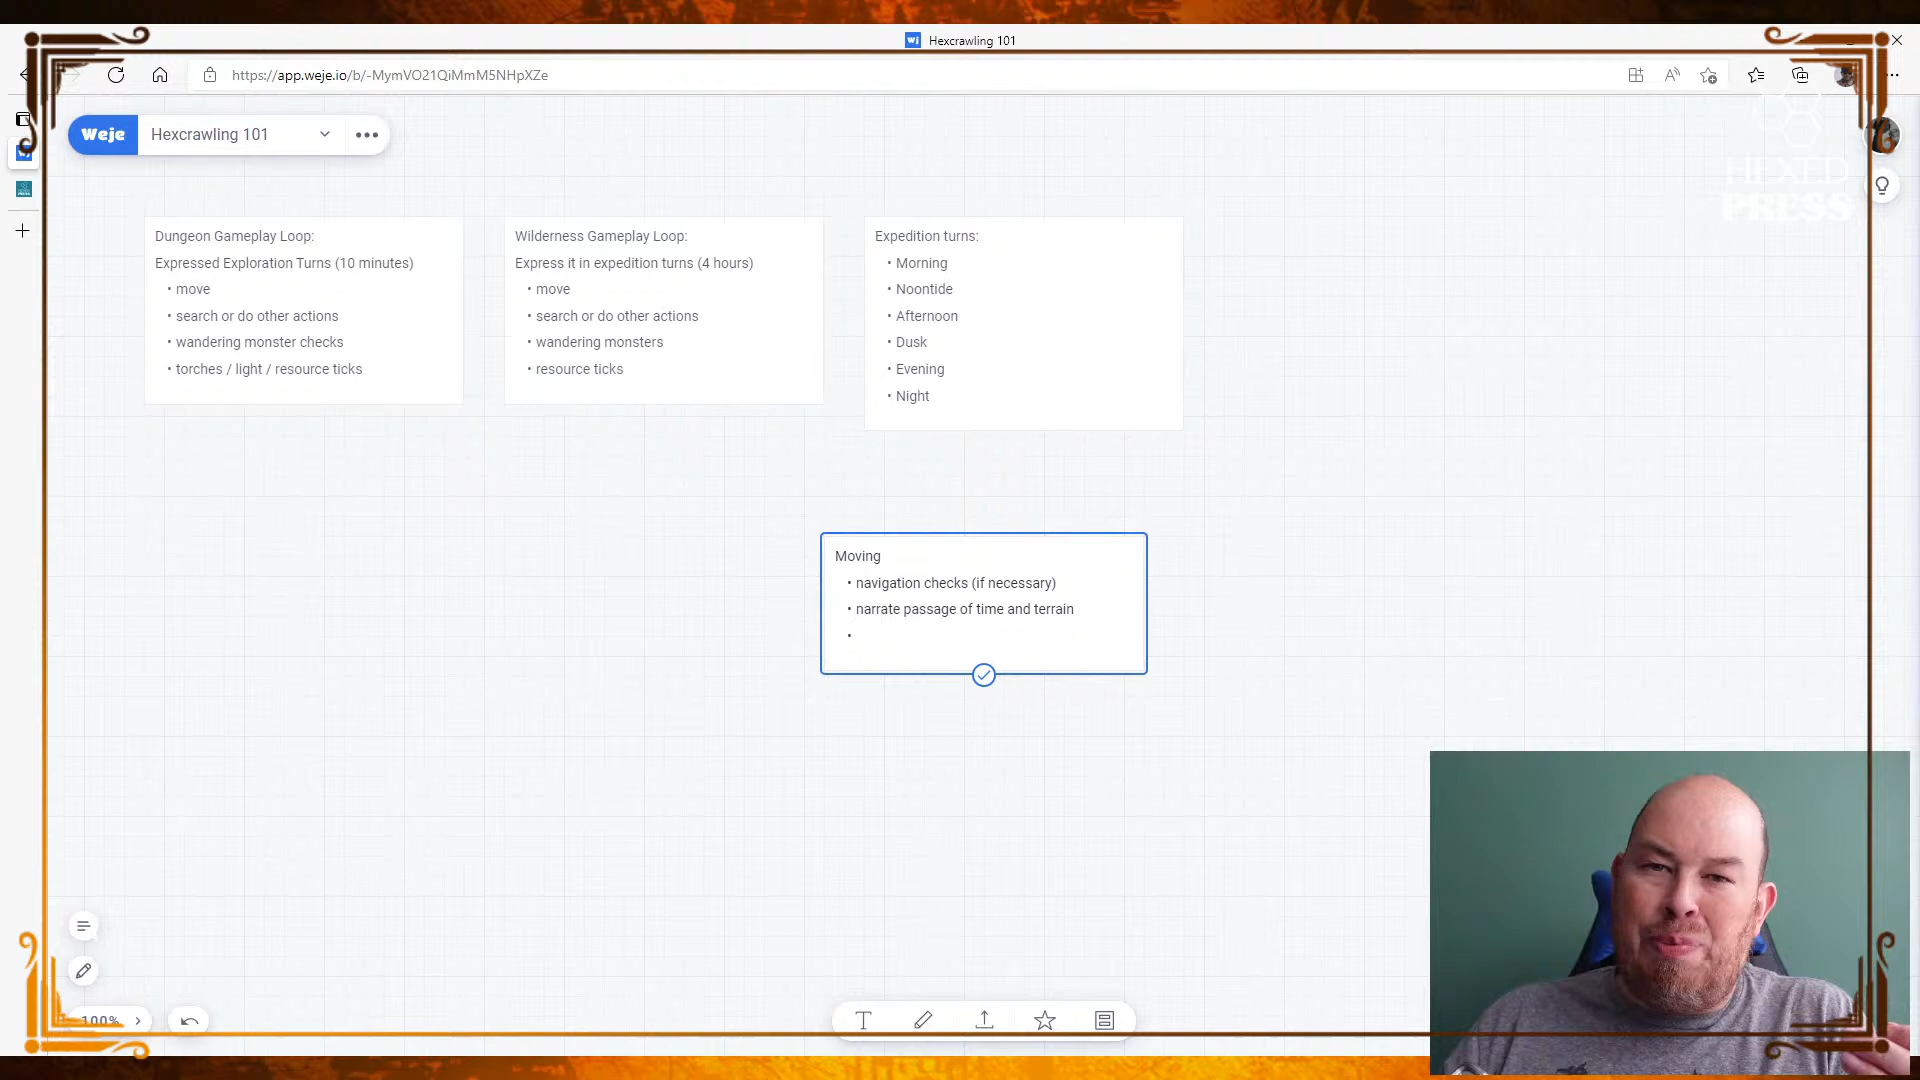 Hexcrawling 101
https://app.weje.io/b/-MymVO21QiMmM5NHpXZe
Weje
Hexcrawling 101
HEXED
PRESS
Dungeon Gameplay Loop:
Expressed Exploration Turns (10 minutes)
• move
• search or do other actions
• wandering monster checks
• torches / light / resource ticks
Wilderness Gameplay Loop:
Express it in expedition turns (4 hours)
• move
• search or do other actions
• wandering monsters
• resource ticks
Expedition turns:
• Morning
• Noontide
• Afternoon
• Dusk
• Evening
• Night
Moving
• navigation checks (if necessary)
• narrate passage of time and terrain
•
100%